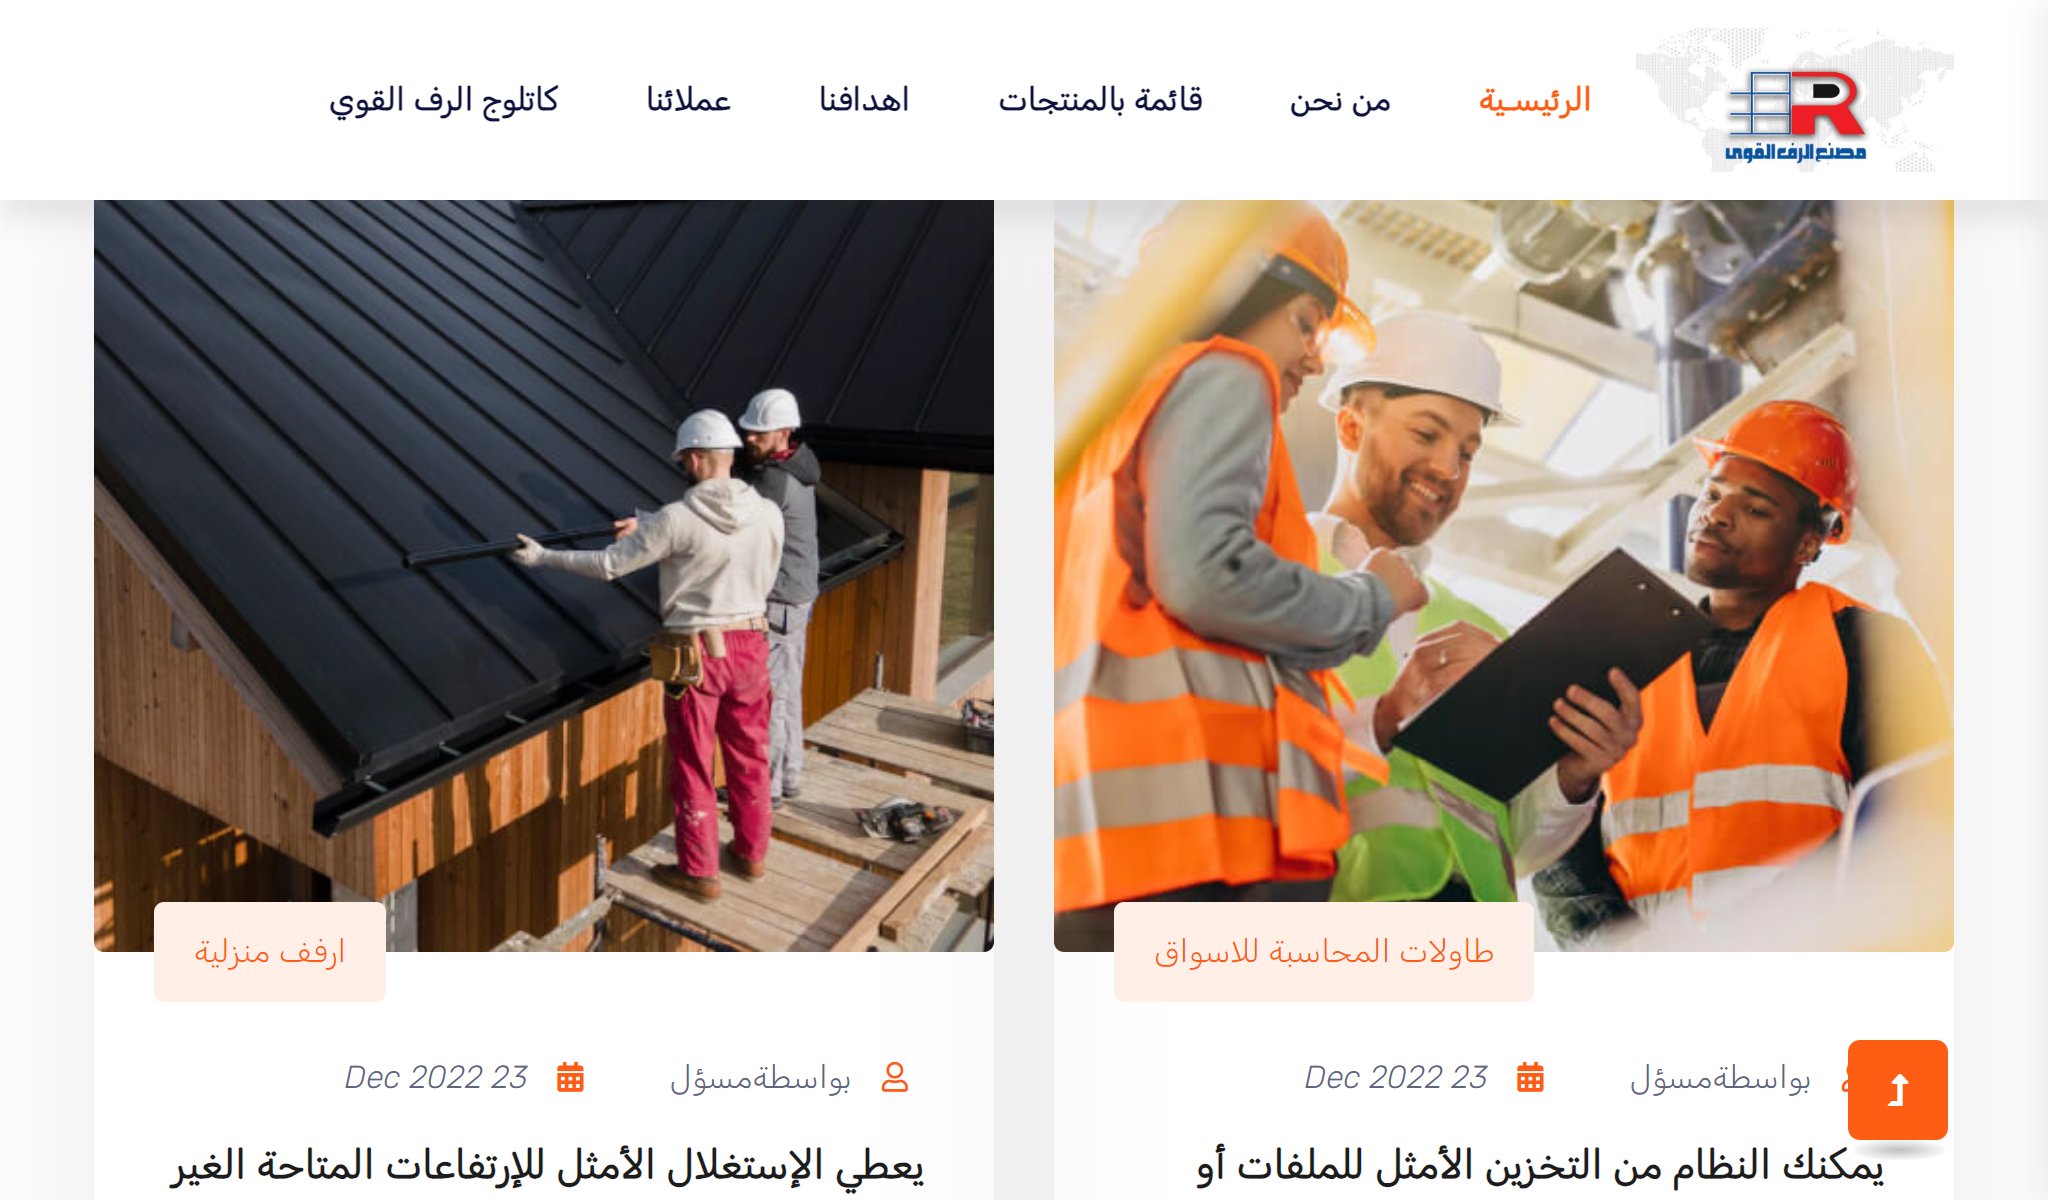 R
مصنع الرف القوى
الرئيسـية
من نحن
قائمة بالمنتجات
اهدافنا
عملائنا
كاتلوج الرف القوي
طاولات المحاسبة للاسواق
بواسطةمسؤل
23 Dec 2022
يمكنك النظام من التخزين الأمثل للملفات أو
ارفف منزلية
بواسطةمسؤل
23 Dec 2022
يعطي الإستغلال الأمثل للإرتفاعات المتاحة الغير